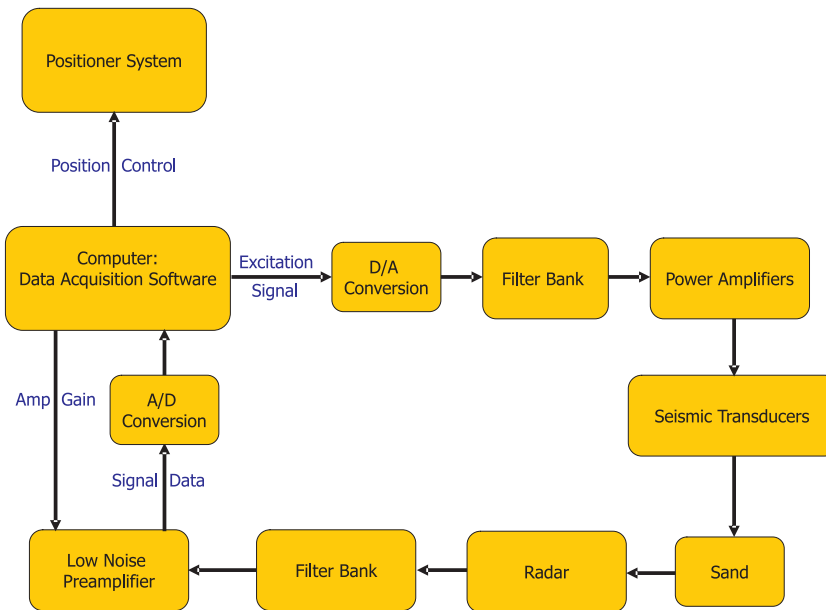 Positioner System
Position Control
Computer:
Data Acquisition Software
Excitation
Signal
D/A
Conversion
Filter Bank
Power Amplifiers
Amp Gain
A/D
Conversion
Seismic Transducers
Signal Data
Low Noise
Preamplifier
Filter Bank
Radar
Sand